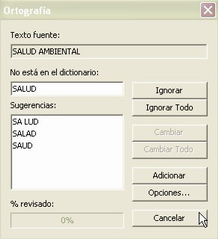 Ortografía
Texto fuente:
SALUD AMBIENTAL
No está en el dictionario:
SALUD
Ignorar
Ignorar Todo
Sugerencias:
SA LUD
SALAD
SAUD
Cambiar
Cambiar Todo
Adicionar
Opciones...
% revisado:
0%
Cancelar